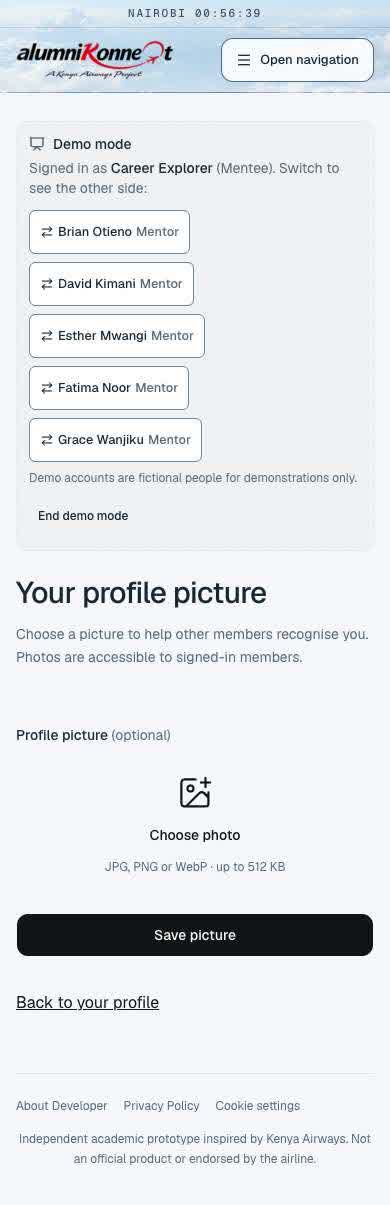 NAIROBI 00:56:39
alumniKonnect
A Kenya Airways Project
Open navigation
Demo mode
Signed in as Career Explorer (Mentee). Switch to
see the other side:
Brian Otieno Mentor
David Kimani Mentor
Esther Mwangi Mentor
Fatima Noor Mentor
Grace Wanjiku Mentor
Demo accounts are fictional people for demonstrations only.
End demo mode
Your profile picture
Choose a picture to help other members recognise you.
Photos are accessible to signed-in members.
Profile picture (optional)
Choose photo
JPG, PNG or WebP · up to 512 KB
Save picture
Back to your profile
About Developer Privacy Policy Cookie settings
Independent academic prototype inspired by Kenya Airways. Not
an official product or endorsed by the airline.